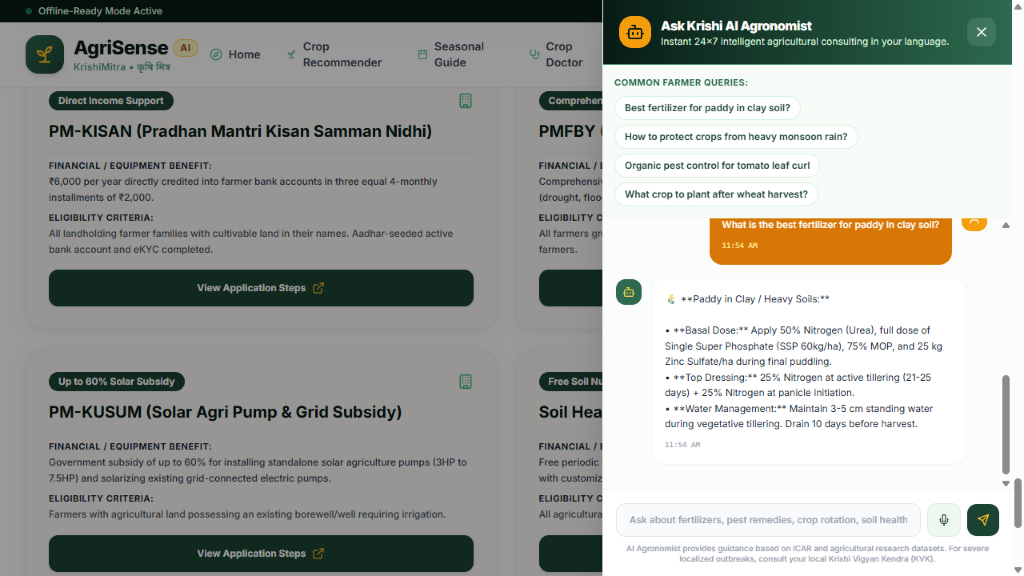 Offline-Ready Mode Active
AgriSense AI
KrishiMitra • कृषि मित्र
Home
Crop Recommender
Seasonal Guide
Crop Doctor
Direct Income Support
PM-KISAN (Pradhan Mantri Kisan Samman Nidhi)
FINANCIAL / EQUIPMENT BENEFIT:
₹6,000 per year directly credited into farmer bank accounts in three equal 4-monthly
installments of ₹2,000.
ELIGIBILITY CRITERIA:
All landholding farmer families with cultivable land in their names. Aadhar-seeded active
bank account and eKYC completed.
View Application Steps
Comprehen
PMFBY (
FINANCIAL /
Comprehensiv
(drought, floo
ELIGIBILITY C
All farmers gr
farmers.
Up to 60% Solar Subsidy
PM-KUSUM (Solar Agri Pump & Grid Subsidy)
FINANCIAL / EQUIPMENT BENEFIT:
Government subsidy of up to 60% for installing standalone solar agriculture pumps (3HP to
7.5HP) and solarizing existing grid-connected electric pumps.
ELIGIBILITY CRITERIA:
Farmers with agricultural land possessing an existing borewell/well requiring irrigation.
View Application Steps
Free Soil Nu
Soil Hea
FINANCIAL /
Free periodic
with customiz
ELIGIBILITY C
All agricultura
Ask Krishi AI Agronomist
Instant 24×7 intelligent agricultural consulting in your language.
COMMON FARMER QUERIES:
Best fertilizer for paddy in clay soil?
How to protect crops from heavy monsoon rain?
Organic pest control for tomato leaf curl
What crop to plant after wheat harvest?
What is the best fertilizer for paddy in clay soil?
11:54 AM
**Paddy in Clay / Heavy Soils:**
• **Basal Dose:** Apply 50% Nitrogen (Urea), full dose of
Single Super Phosphate (SSP 60kg/ha), 75% MOP, and 25 kg
Zinc Sulfate/ha during final puddling.
• **Top Dressing:** 25% Nitrogen at active tillering (21-25
days) + 25% Nitrogen at panicle initiation.
• **Water Management:** Maintain 3-5 cm standing water
during vegetative tillering. Drain 10 days before harvest.
11:54 AM
Ask about fertilizers, pest remedies, crop rotation, soil health
AI Agronomist provides guidance based on ICAR and agricultural research datasets. For severe
localized outbreaks, consult your local Krishi Vigyan Kendra (KVK).